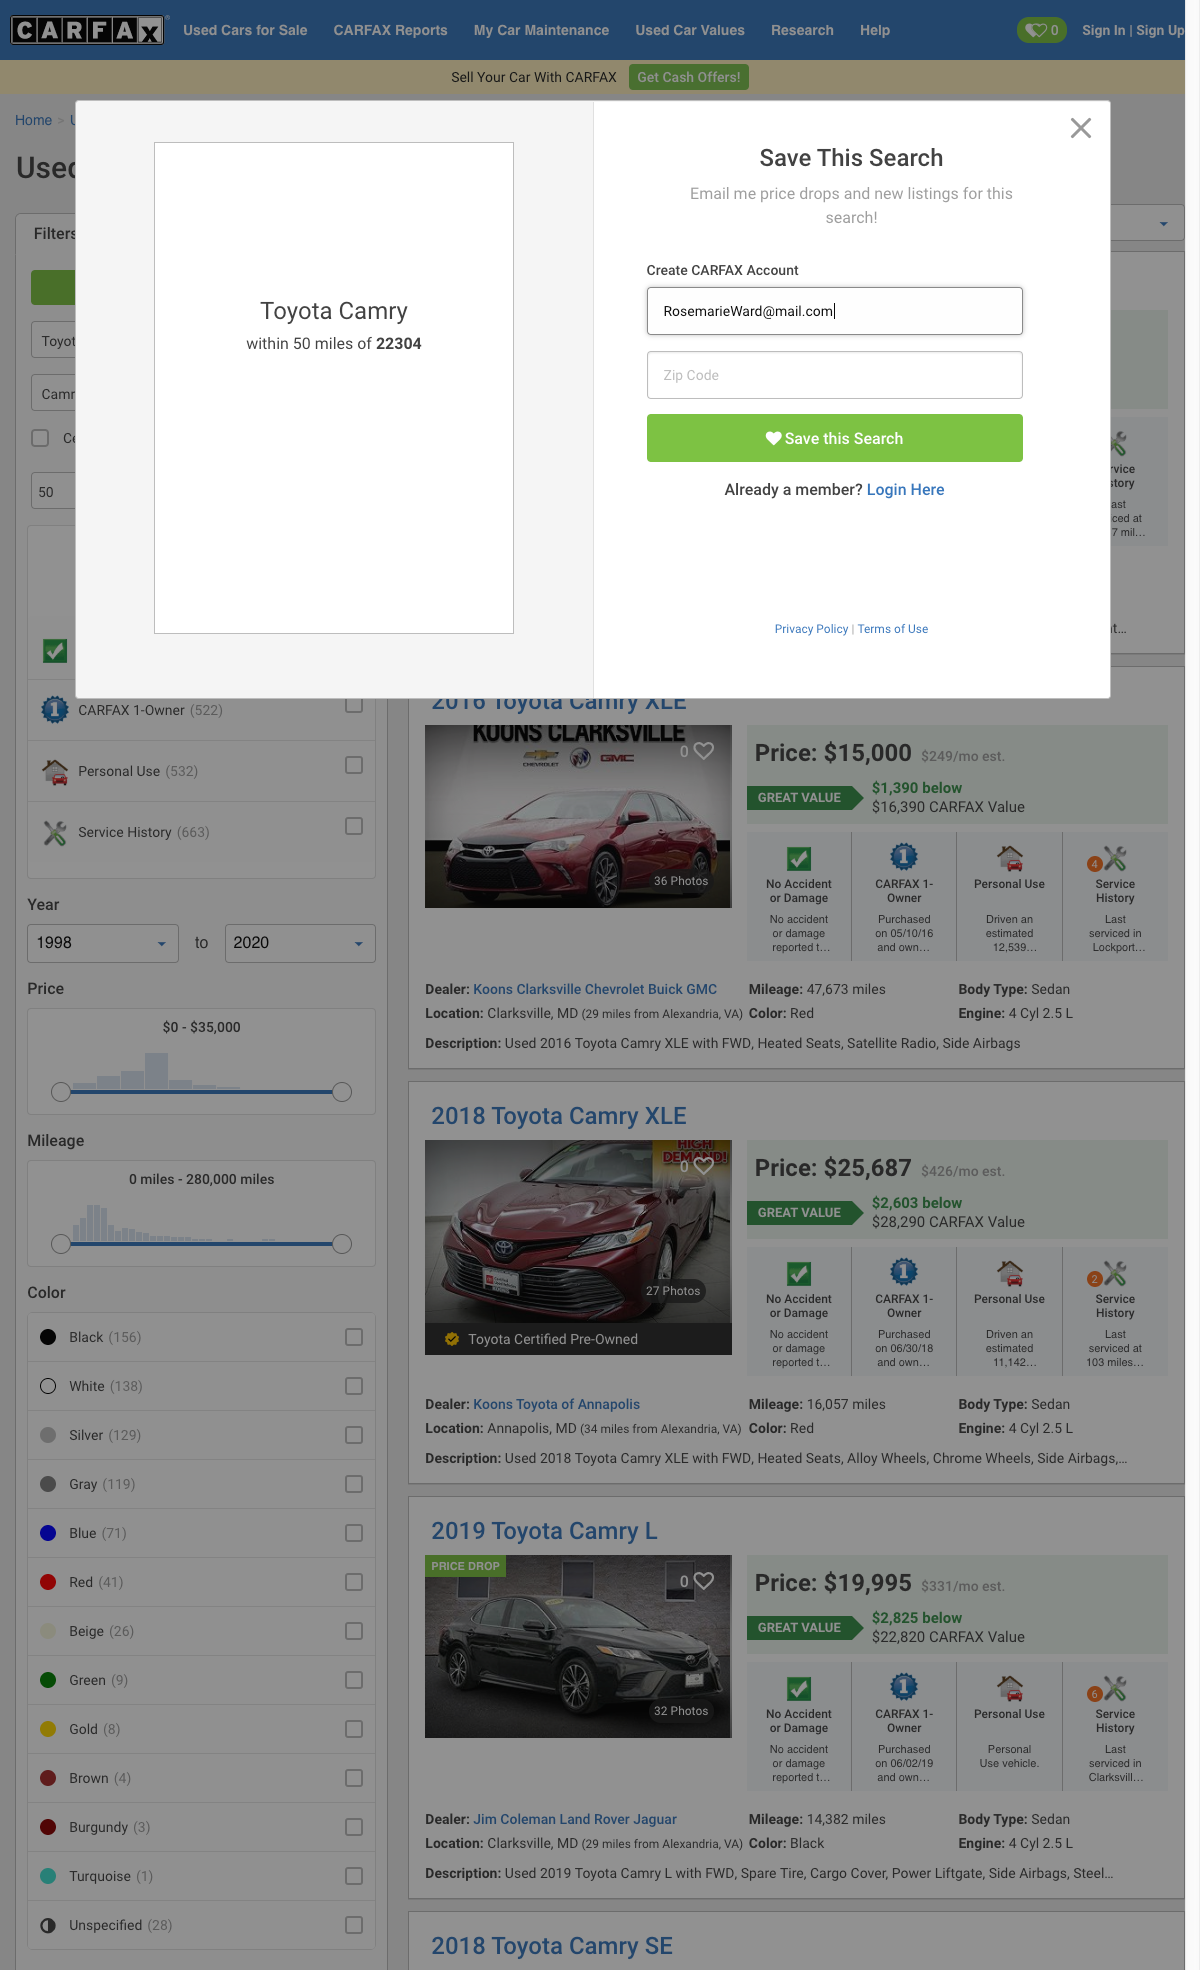 CARFAX
Used Cars for Sale
CARFAX Reports
My Car Maintenance
Used Car Values
Research
Help
0
Sign In | Sign Up
Sell Your Car With CARFAX
Get Cash Offers!
Home >
Toyota Camry
within 50 miles of 22304
Save This Search
Email me price drops and new listings for this
search!
Create CARFAX Account
RosemarieWard@mail.com
Zip Code
Save this Search
Already a member? Login Here
Privacy Policy | Terms of Use
Filters
50
CARFAX 1-Owner (522)
Personal Use (532)
Service History (663)
Year
1998
to
2020
Price
$0 - $35,000
Mileage
0 miles - 280,000 miles
Color
Black (156)
White (138)
Silver (129)
Gray (119)
Blue (71)
Red (41)
Beige (26)
Green (9)
Gold (8)
Brown (4)
Burgundy (3)
Turquoise (1)
Unspecified (28)
2016 Toyota Camry XLE
KOONS CLARKSVILLE
CHEVROLET
GMC
0
36 Photos
Price: $15,000 $249/mo est.
GREAT VALUE
$1,390 below
$16,390 CARFAX Value
No Accident
or Damage
No accident
or damage
reported t...
1
CARFAX 1-
Owner
Purchased
on 05/10/16
and own...
Personal Use
Driven an
estimated
12,539...
4
Service
History
Last
serviced in
Lockport...
Dealer: Koons Clarksville Chevrolet Buick GMC
Mileage: 47,673 miles
Body Type: Sedan
Location: Clarksville, MD (29 miles from Alexandria, VA)
Color: Red
Engine: 4 Cyl 2.5 L
Description: Used 2016 Toyota Camry XLE with FWD, Heated Seats, Satellite Radio, Side Airbags
2018 Toyota Camry XLE
HIGH
DEMAND!
0
27 Photos
Toyota Certified Pre-Owned
Price: $25,687 $426/mo est.
GREAT VALUE
$2,603 below
$28,290 CARFAX Value
No Accident
or Damage
No accident
or damage
reported t...
1
CARFAX 1-
Owner
Purchased
on 06/30/18
and own...
Personal Use
Driven an
estimated
11,142...
2
Service
History
Last
serviced at
103 miles...
Dealer: Koons Toyota of Annapolis
Mileage: 16,057 miles
Body Type: Sedan
Location: Annapolis, MD (34 miles from Alexandria, VA)
Color: Red
Engine: 4 Cyl 2.5 L
Description: Used 2018 Toyota Camry XLE with FWD, Heated Seats, Alloy Wheels, Chrome Wheels, Side Airbags,...
2019 Toyota Camry L
PRICE DROP
0
32 Photos
Price: $19,995 $331/mo est.
GREAT VALUE
$2,825 below
$22,820 CARFAX Value
No Accident
or Damage
No accident
or damage
reported t...
1
CARFAX 1-
Owner
Purchased
on 06/02/19
and own...
Personal Use
Personal
Use vehicle.
6
Service
History
Last
serviced in
Clarksvill...
Dealer: Jim Coleman Land Rover Jaguar
Mileage: 14,382 miles
Body Type: Sedan
Location: Clarksville, MD (29 miles from Alexandria, VA)
Color: Black
Engine: 4 Cyl 2.5 L
Description: Used 2019 Toyota Camry L with FWD, Spare Tire, Cargo Cover, Power Liftgate, Side Airbags, Steel...
2018 Toyota Camry SE